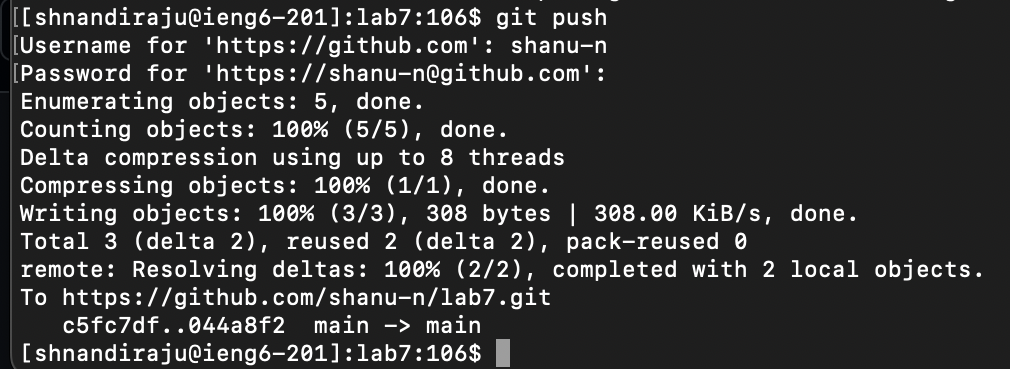 [[shnandiraju@ieng6-201]:lab7:106$ git push
[Username for 'https://github.com': shanu-n
[Password for 'https://shanu-n@github.com':
Enumerating objects: 5, done.
Counting objects: 100% (5/5), done.
Delta compression using up to 8 threads
Compressing objects: 100% (1/1), done.
Writing objects: 100% (3/3), 308 bytes | 308.00 KiB/s, done.
Total 3 (delta 2), reused 2 (delta 2), pack-reused 0
remote: Resolving deltas: 100% (2/2), completed with 2 local objects.
To https://github.com/shanu-n/lab7.git
   c5fc7df..044a8f2  main -> main
[shnandiraju@ieng6-201]:lab7:106$